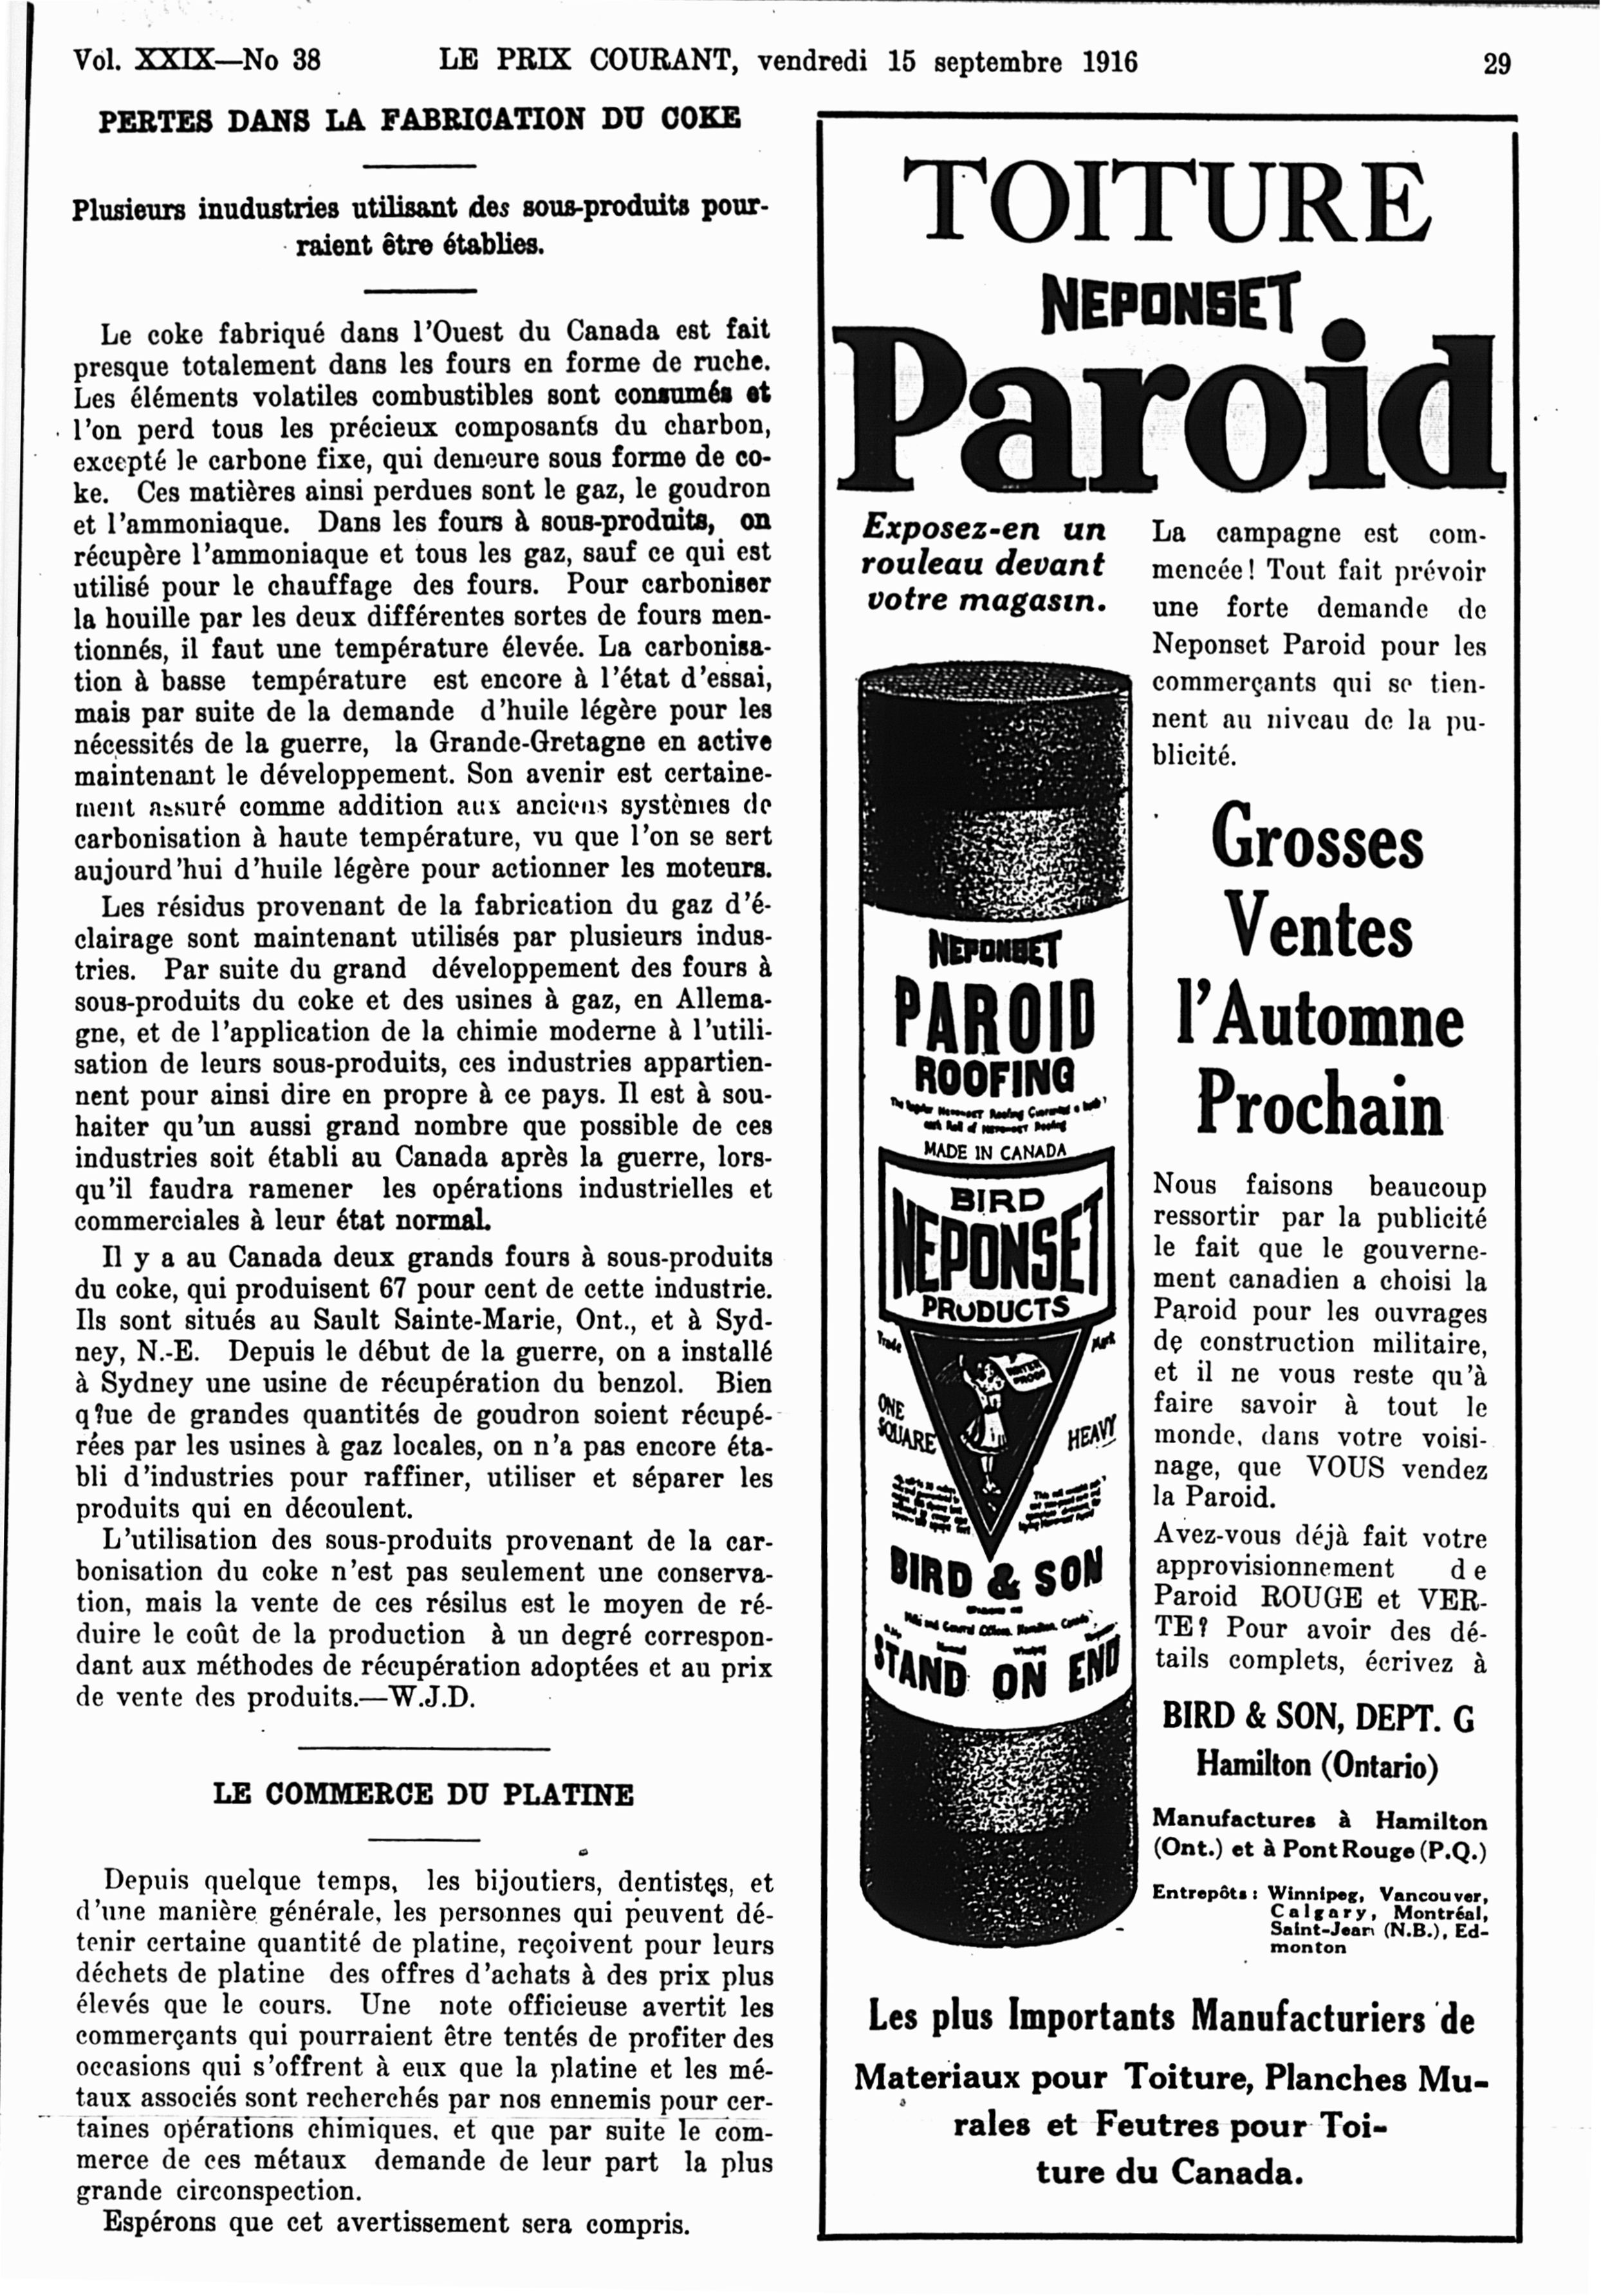 Vol. XXIX—No 38 LE PRIX COURANT, vendredi 15 septembre 1916 29
PERTES DANS LA FABRICATION DU COKE
Plusieurs inudustries utilisant des sous-produits pour-
raient être établies.
Le coke fabriqué dans l'Ouest du Canada est fait
presque totalement dans les fours en forme de ruche.
Les éléments volatiles combustibles sont consumés et
l'on perd tous les précieux composants du charbon,
excepté le carbone fixe, qui demeure sous forme de co-
ke. Ces matières ainsi perdues sont le gaz, le goudron
et l'ammoniaque. Dans les fours à sous-produits, on
récupère l'ammoniaque et tous les gaz, sauf ce qui est
utilisé pour le chauffage des fours. Pour carboniser
la houille par les deux différentes sortes de fours men-
tionnés, il faut une température élevée. La carbonisa-
tion à basse température est encore à l'état d'essai,
mais par suite de la demande d'huile légère pour les
nécessités de la guerre, la Grande-Gretagne en active
maintenant le développement. Son avenir est certaine-
ment assuré comme addition aux anciens systèmes de
carbonisation à haute température, vu que l'on se sert
aujourd'hui d'huile légère pour actionner les moteurs.
Les résidus provenant de la fabrication du gaz d'é-
clairage sont maintenant utilisés par plusieurs indus-
tries. Par suite du grand développement des fours à
sous-produits du coke et des usines à gaz, en Allema-
gne, et de l'application de la chimie moderne à l'utili-
sation de leurs sous-produits, ces industries appartien-
nent pour ainsi dire en propre à ce pays. Il est à sou-
haiter qu'un aussi grand nombre que possible de ces
industries soit établi au Canada après la guerre, lors-
qu'il faudra ramener les opérations industrielles et
commerciales à leur état normal.
Il y a au Canada deux grands fours à sous-produits
du coke, qui produisent 67 pour cent de cette industrie.
Ils sont situés au Sault Sainte-Marie, Ont., et à Syd-
ney, N.-E. Depuis le début de la guerre, on a installé
à Sydney une usine de récupération du benzol. Bien
q?ue de grandes quantités de goudron soient récupé-
rées par les usines à gaz locales, on n'a pas encore éta-
bli d'industries pour raffiner, utiliser et séparer les
produits qui en découlent.
L'utilisation des sous-produits provenant de la car-
bonisation du coke n'est pas seulement une conserva-
tion, mais la vente de ces résilus est le moyen de ré-
duire le coût de la production à un degré correspon-
dant aux méthodes de récupération adoptées et au prix
de vente des produits.—W.J.D.
LE COMMERCE DU PLATINE
Depuis quelque temps, les bijoutiers, dentistes, et
d'une manière générale, les personnes qui peuvent dé-
tenir certaine quantité de platine, reçoivent pour leurs
déchets de platine des offres d'achats à des prix plus
élevés que le cours. Une note officieuse avertit les
commerçants qui pourraient être tentés de profiter des
occasions qui s'offrent à eux que la platine et les mé-
taux associés sont recherchés par nos ennemis pour cer-
taines opérations chimiques, et que par suite le com-
merce de ces métaux demande de leur part la plus
grande circonspection.
Espérons que cet avertissement sera compris.
TOITURE
NEPONSET
Paroid
Exposez-en un
rouleau devant
votre magasin.
NEPONSET
PAROID
ROOFING
MADE IN CANADA
BIRD
NEPONSET
PRODUCTS
Trade Mark
WATER
PROOF
ONE
SQUARE
HEAVY
BIRD & SON
STAND ON END
La campagne est com-
mencée! Tout fait prévoir
une forte demande de
Neponset Paroid pour les
commerçants qui se tien-
nent au niveau de la pu-
blicité.
Grosses
Ventes
l'Automne
Prochain
Nous faisons beaucoup
ressortir par la publicité
le fait que le gouverne-
ment canadien a choisi la
Paroid pour les ouvrages
de construction militaire,
et il ne vous reste qu'à
faire savoir à tout le
monde, dans votre voisi-
nage, que VOUS vendez
la Paroid.
Avez-vous déjà fait votre
approvisionnement de
Paroid ROUGE et VER-
TE? Pour avoir des dé-
tails complets, écrivez à
BIRD & SON, DEPT. G
Hamilton (Ontario)
Manufactures à Hamilton
(Ont.) et à Pont Rouge (P.Q.)
Entrepôts: Winnipeg, Vancouver,
Calgary, Montréal,
Saint-Jean (N.B.), Ed-
monton
Les plus Importants Manufacturiers de
Materiaux pour Toiture, Planches Mu-
rales et Feutres pour Toi-
ture du Canada.